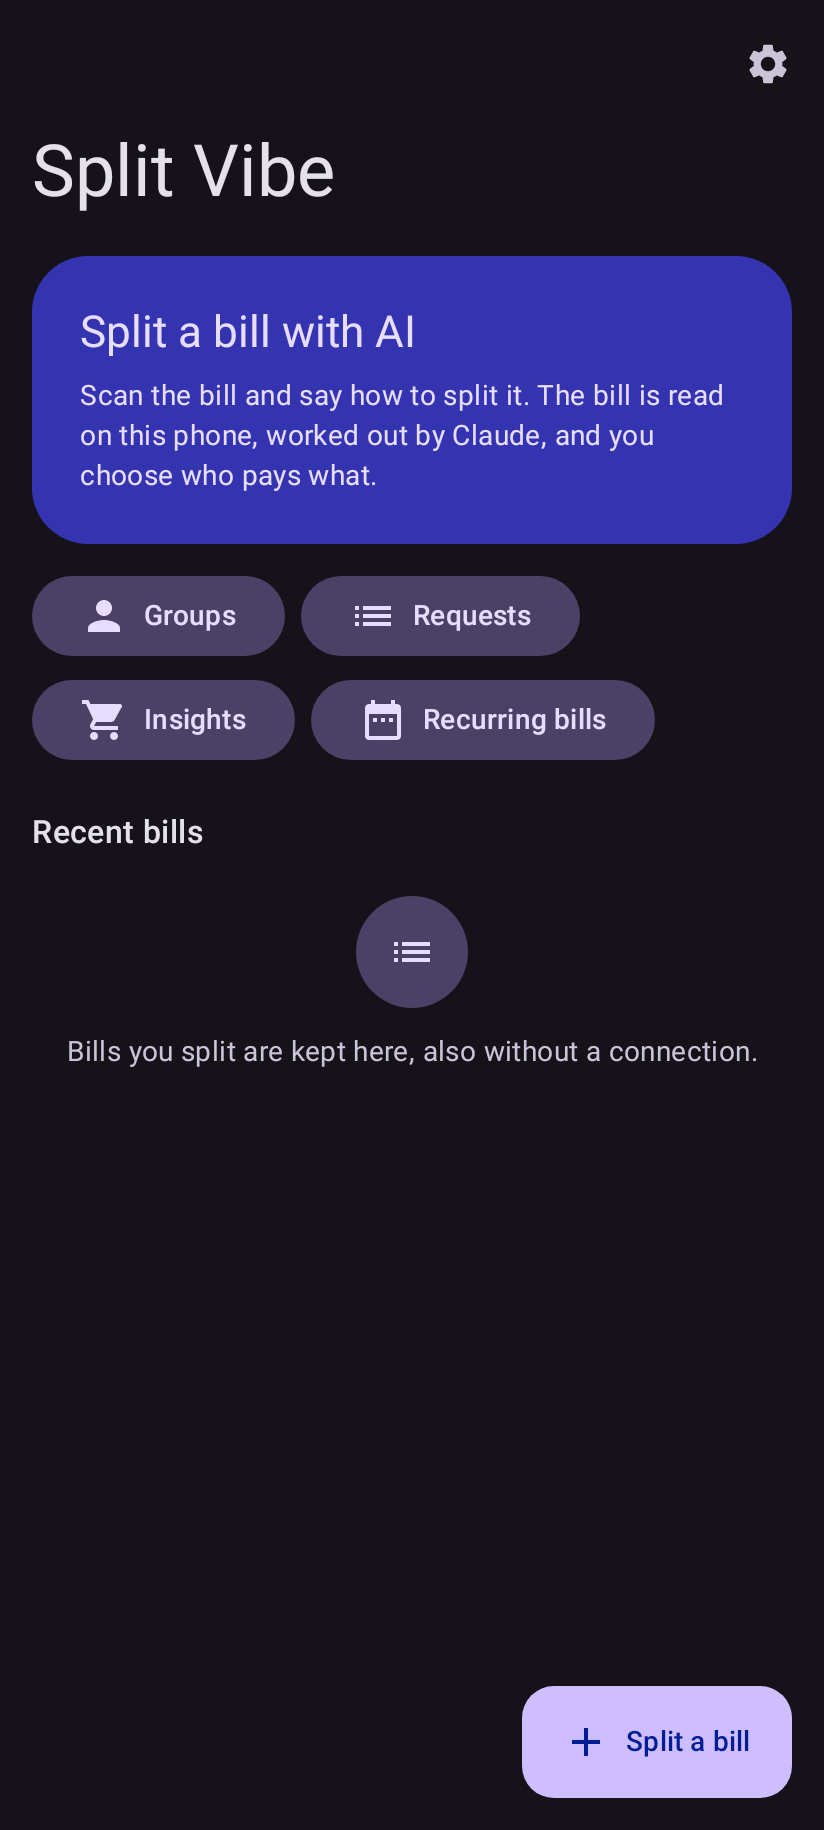 Split Vibe
Split a bill with AI
Scan the bill and say how to split it. The bill is read
on this phone, worked out by Claude, and you
choose who pays what.
Groups
Requests
Insights
Recurring bills
Recent bills
Bills you split are kept here, also without a connection.
Split a bill